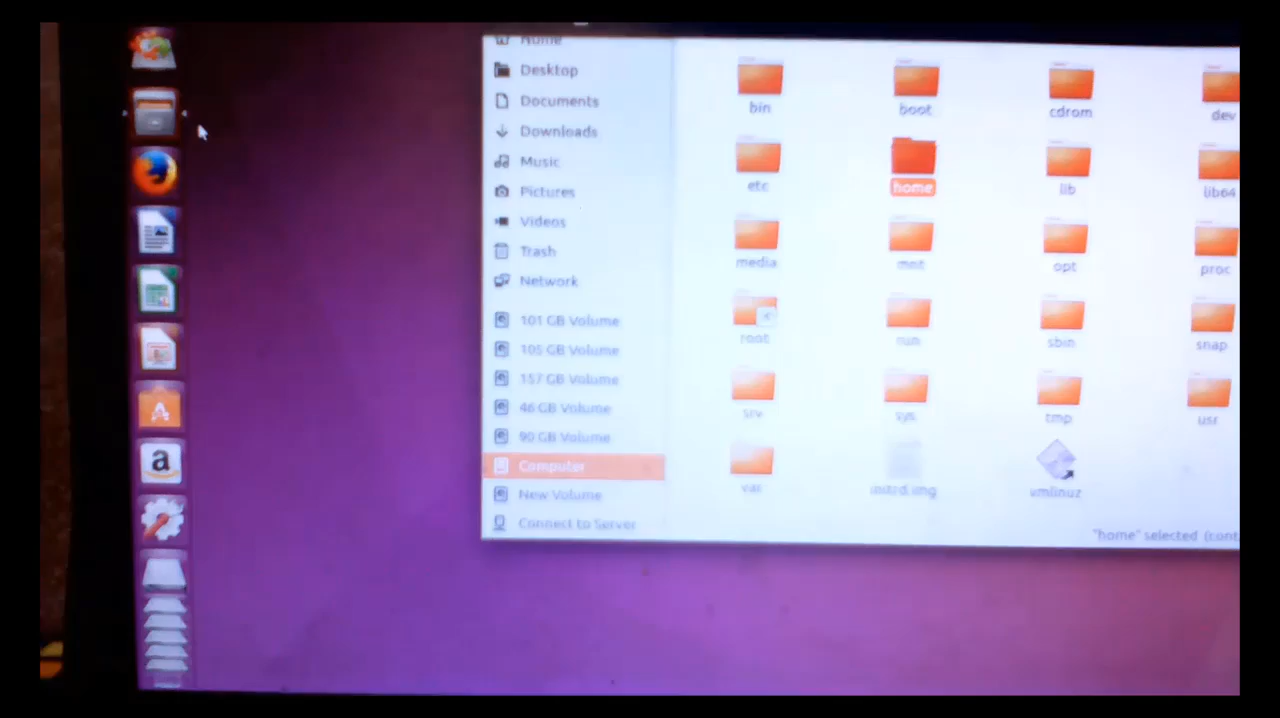 Home
Desktop
Documents
Downloads
Music
Pictures
Videos
Trash
Network
101 GB Volume
105 GB Volume
157 GB Volume
46 GB Volume
90 GB Volume
Computer
New Volume
Connect to Server
bin boot cdrom dev
etc home lib lib64
media mnt opt proc
root run sbin snap
srv sys tmp usr
var initrd.img vmlinuz
"home" selected (cont
A
a